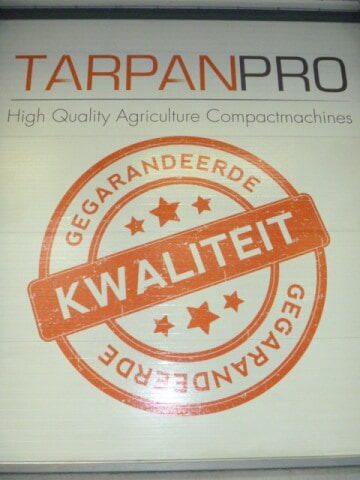 TARPANPRO
High Quality Agriculture Compactmachines
GEGARANDEERDE
KWALITEIT
GEGARANDEERDE